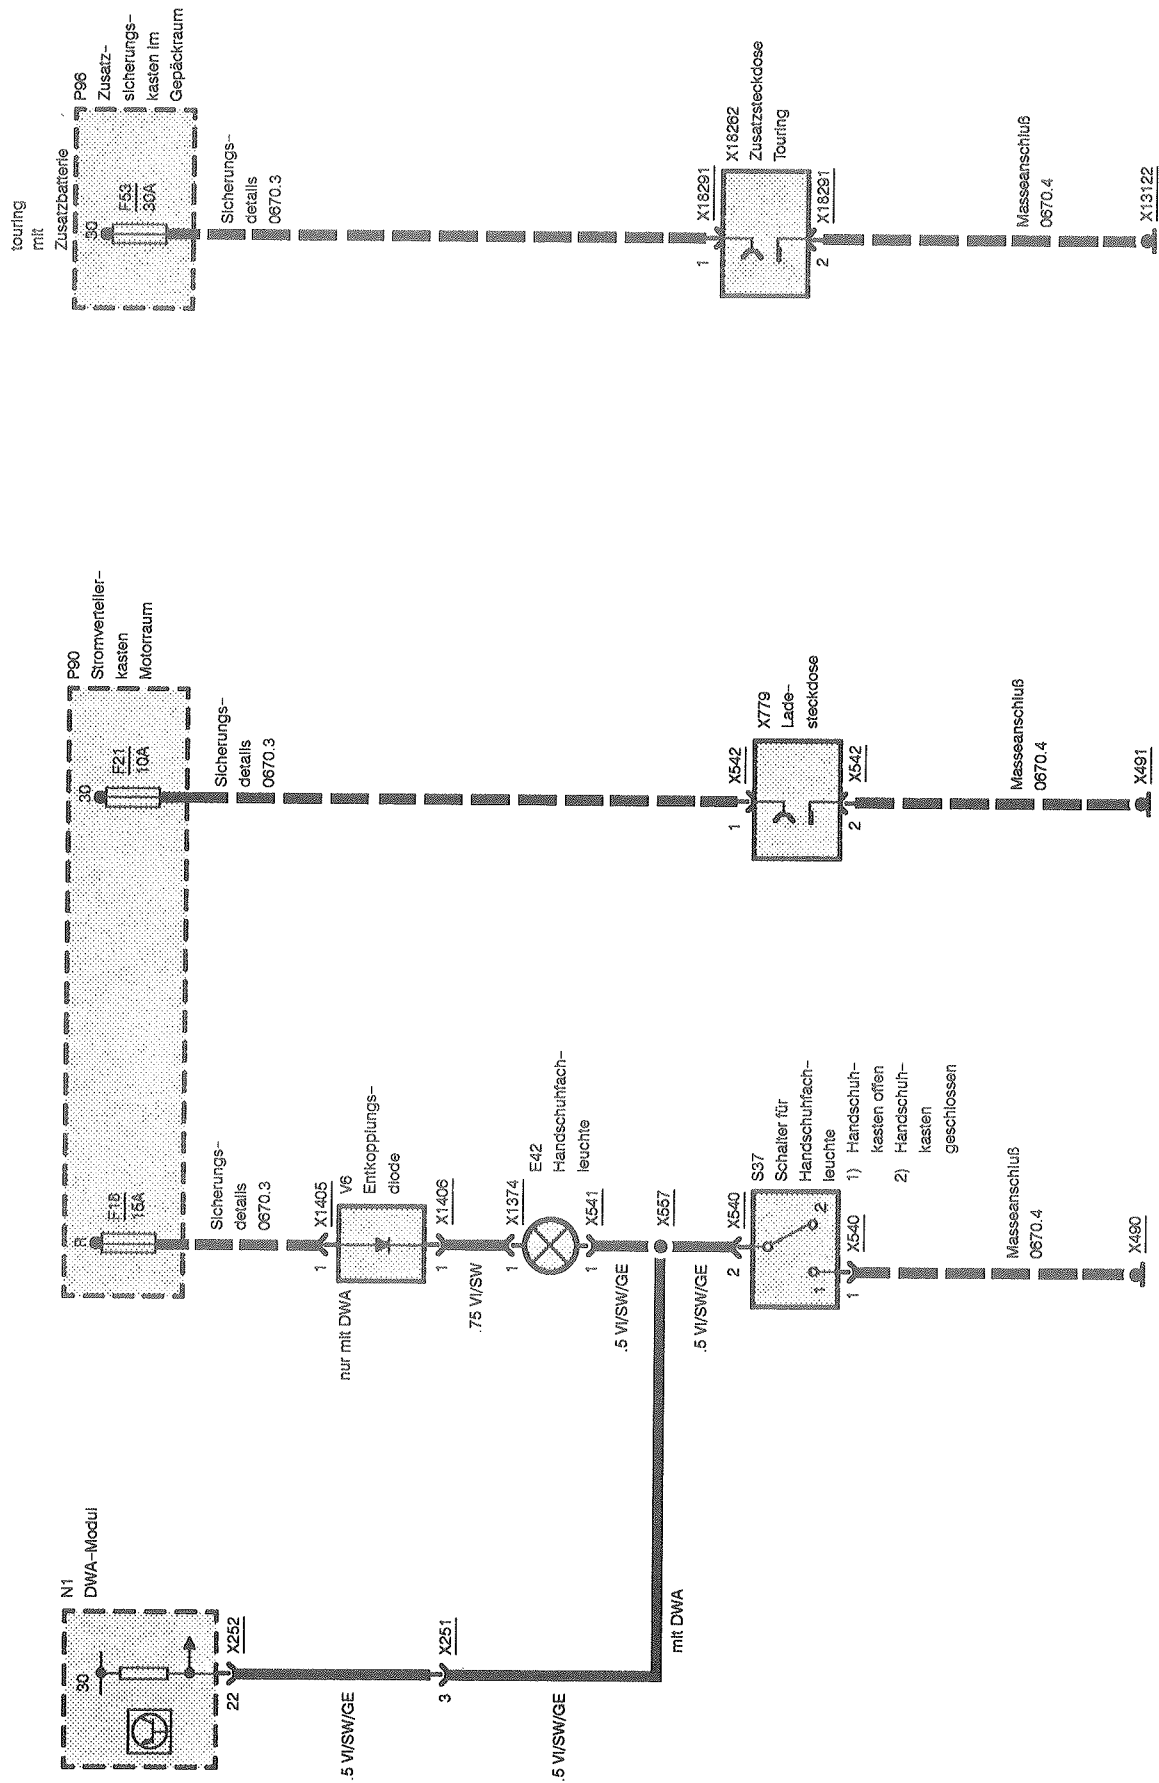 N1
DWA-Modul
30
22
X252
.5 VI/SW/GE
3
X251
.5 VI/SW/GE
mit DWA
P90
Stromverteiler-
kasten
Motorraum
R
F18
15A
Sicherungs-
details
0670.3
1
X1405
nur mit DWA
V6
Entkopplungs-
diode
1
X1406
.75 VI/SW
1
X1374
E42
Handschuhfach-
leuchte
1
X541
.5 VI/SW/GE
X557
.5 VI/SW/GE
2
X540
S37
Schalter für
Handschuhfach-
leuchte
1) Handschuh-
kasten offen
2) Handschuh-
kasten
geschlossen
1
2
1
X540
Masseanschluß
0670.4
X490
30
F21
10A
Sicherungs-
details
0670.3
1
X542
X779
Lade-
steckdose
2
X542
Masseanschluß
0670.4
X491
touring
mit
Zusatzbatterie
P96
Zusatz-
sicherungs-
kasten im
Gepäckraum
30
F53
30A
Sicherungs-
details
0670.3
1
X18291
X18262
Zusatzsteckdose
Touring
2
X18291
Masseanschluß
0670.4
X13122